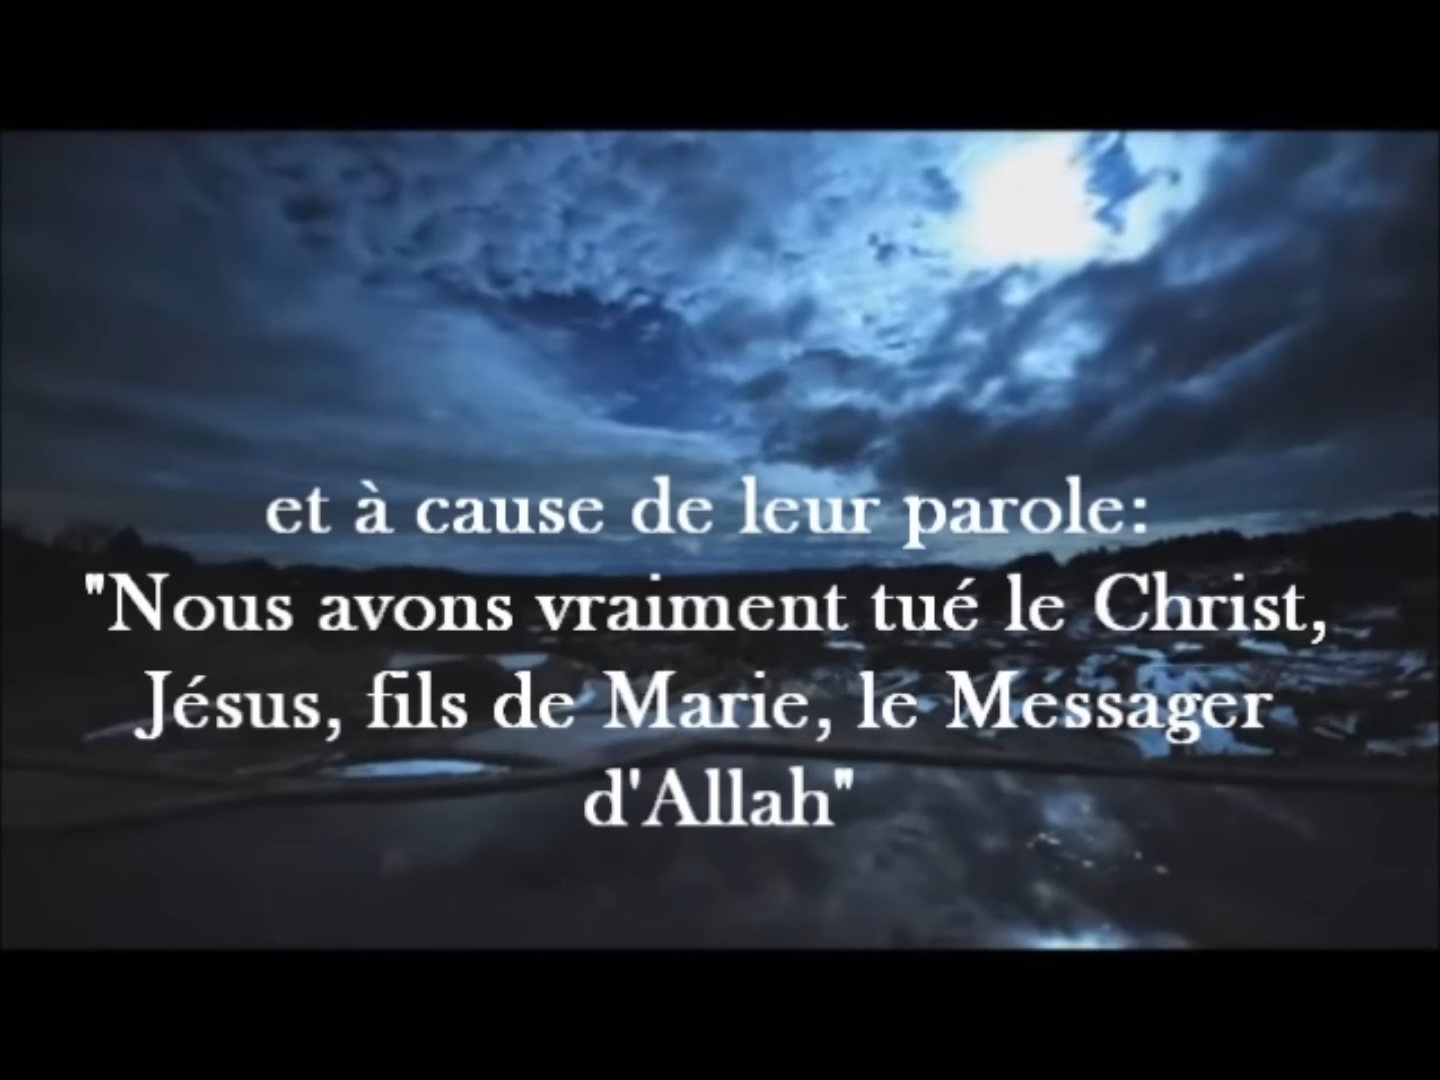 et à cause de leur parole:
"Nous avons vraiment tué le Christ,
Jésus, fils de Marie, le Messager
d'Allah"